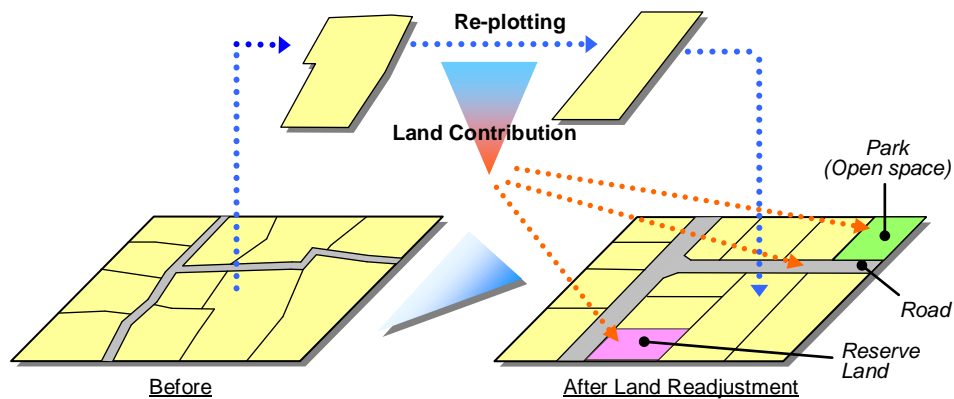 Re-plotting
Land Contribution
Park
(Open space)
Road
Reserve
Land
Before
After Land Readjustment